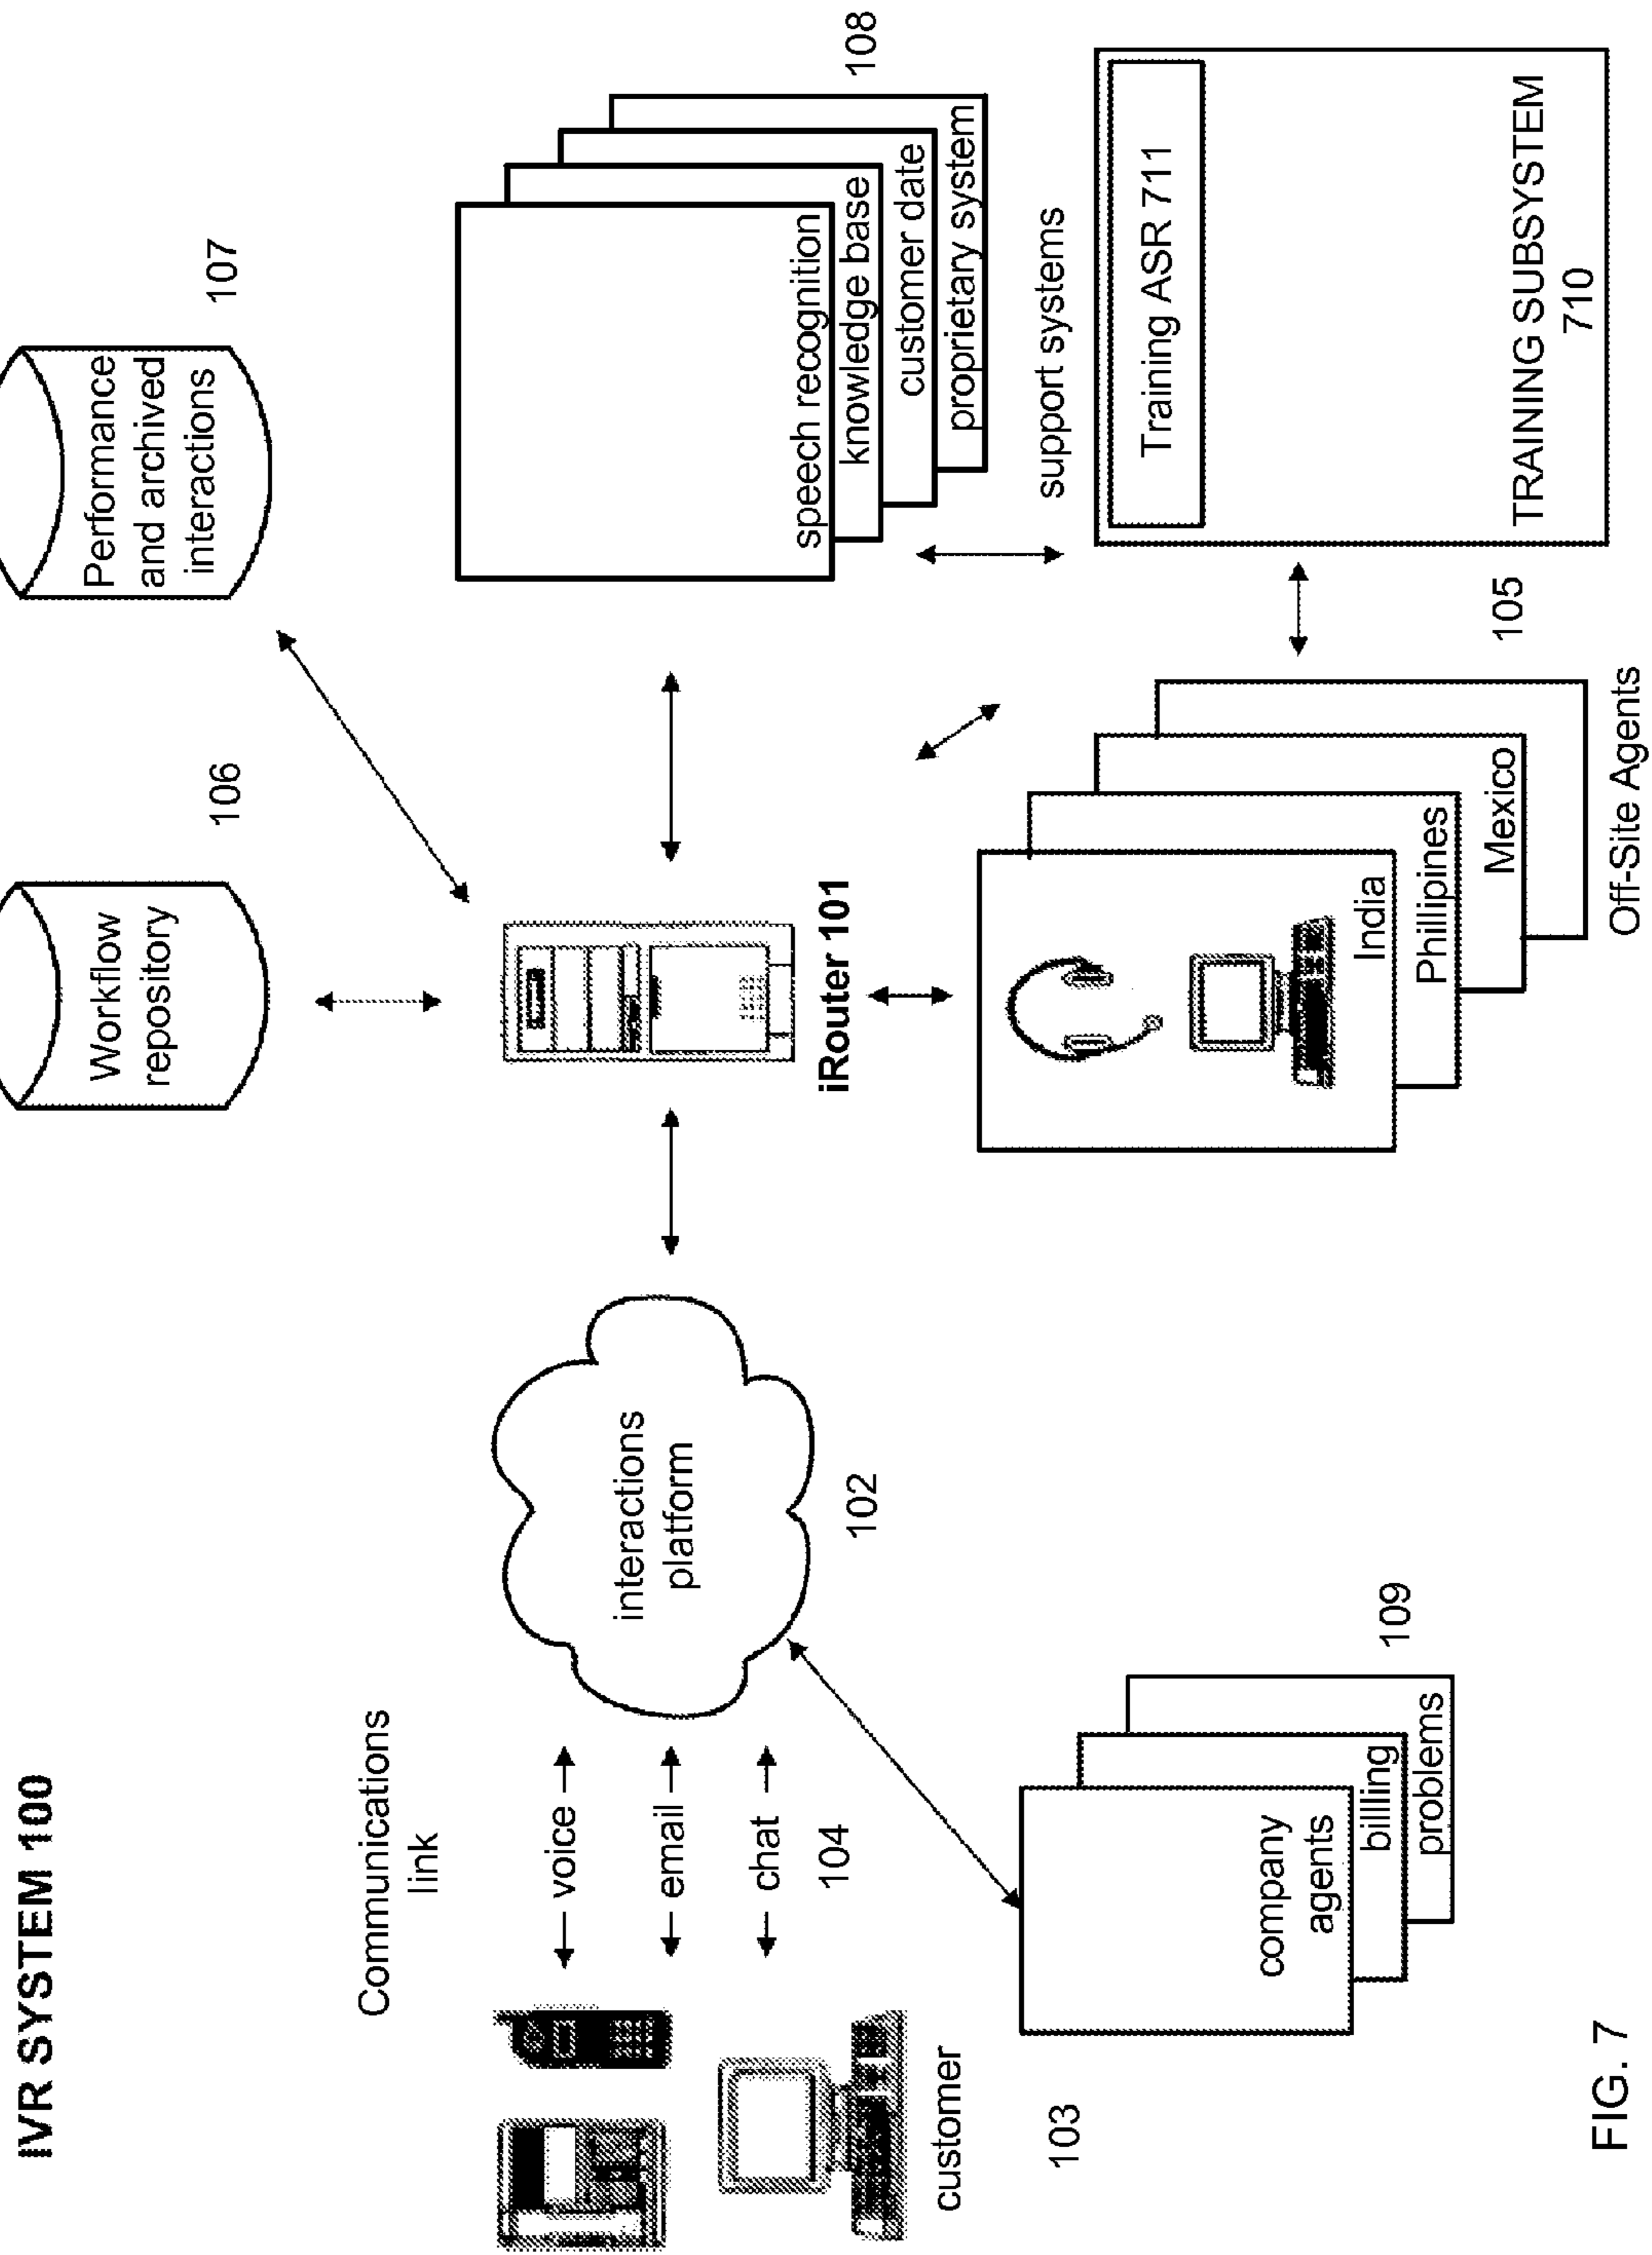 IVR SYSTEM 100
Workflow
repository
106
Performance
and archived
interactions
107
Communications
link
voice
email
chat
104
customer
103
interactions
platform
102
iRouter 101
speech recognition
knowledge base
customer date
proprietary system
108
support systems
company
agents
billling
problems
109
India
Phillipines
Mexico
105
Off-Site Agents
Training ASR 711
TRAINING SUBSYSTEM
710
FIG. 7